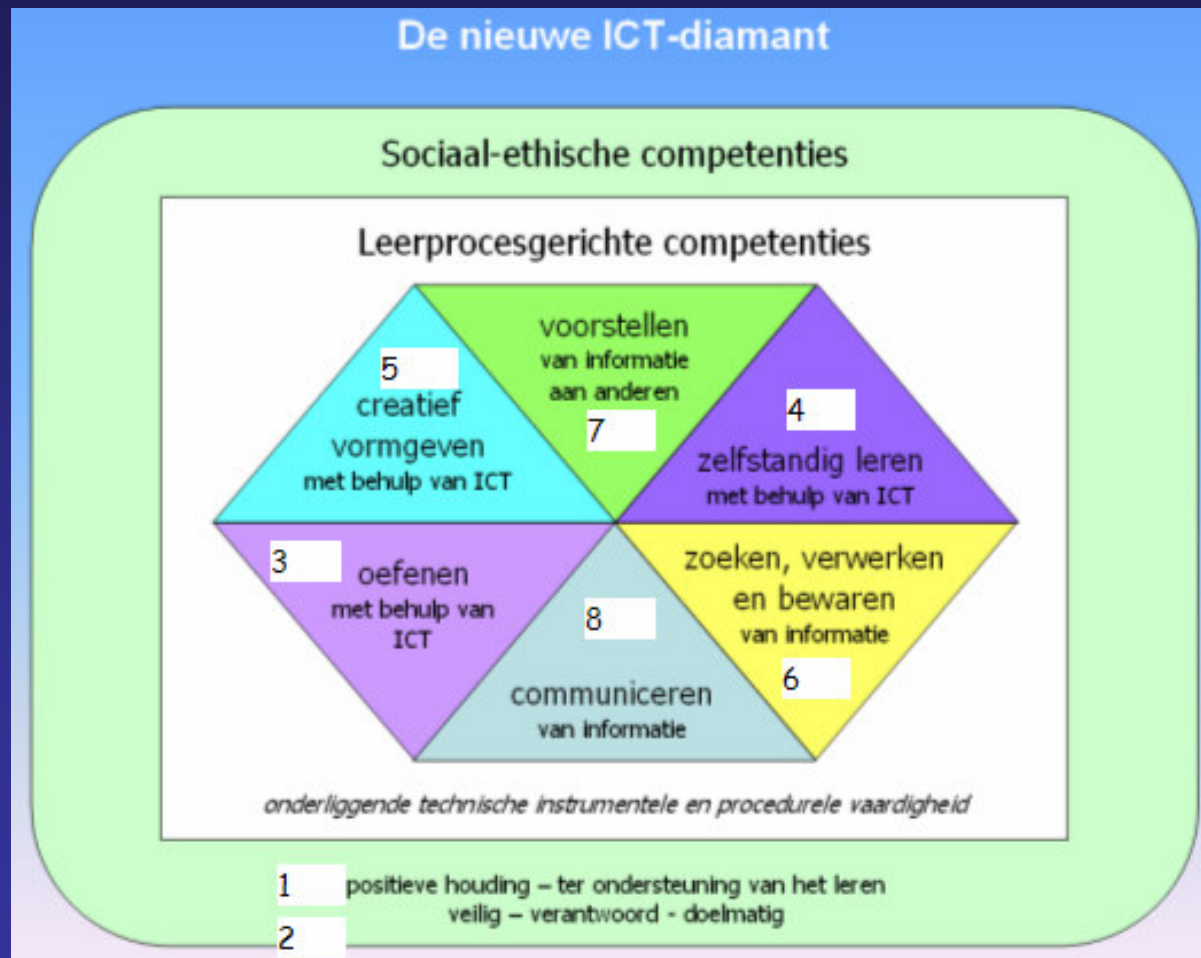 De nieuwe ICT-diamant
Sociaal-ethische competenties
Leerprocesgerichte competenties
5
creatief
vormgeven
met behulp van ICT
voorstellen
van informatie
aan anderen
7
4
zelfstandig leren
met behulp van ICT
3
oefenen
met behulp van
ICT
8
communiceren
van informatie
zoeken, verwerken
en bewaren
van informatie
6
onderliggende technische instrumentele en procedurele vaardigheid
1 positieve houding – ter ondersteuning van het leren
veilig – verantwoord - doelmatig
2